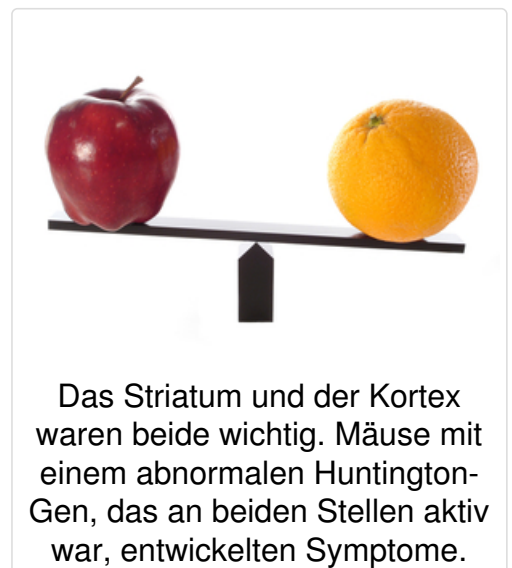 Das Striatum und der Kortex
waren beide wichtig. Mäuse mit
einem abnormalen Huntington-
Gen, das an beiden Stellen aktiv
war, entwickelten Symptome.